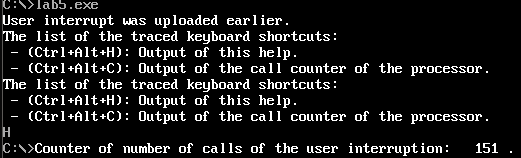 C:\>lab5.exe
User interrupt was uploaded earlier.
The list of the traced keyboard shortcuts:
- (Ctrl+Alt+H): Output of this help.
- (Ctrl+Alt+C): Output of the call counter of the processor.
The list of the traced keyboard shortcuts:
- (Ctrl+Alt+H): Output of this help.
- (Ctrl+Alt+C): Output of the call counter of the processor.
H
C:\>Counter of number of calls of the user interruption:   151 .